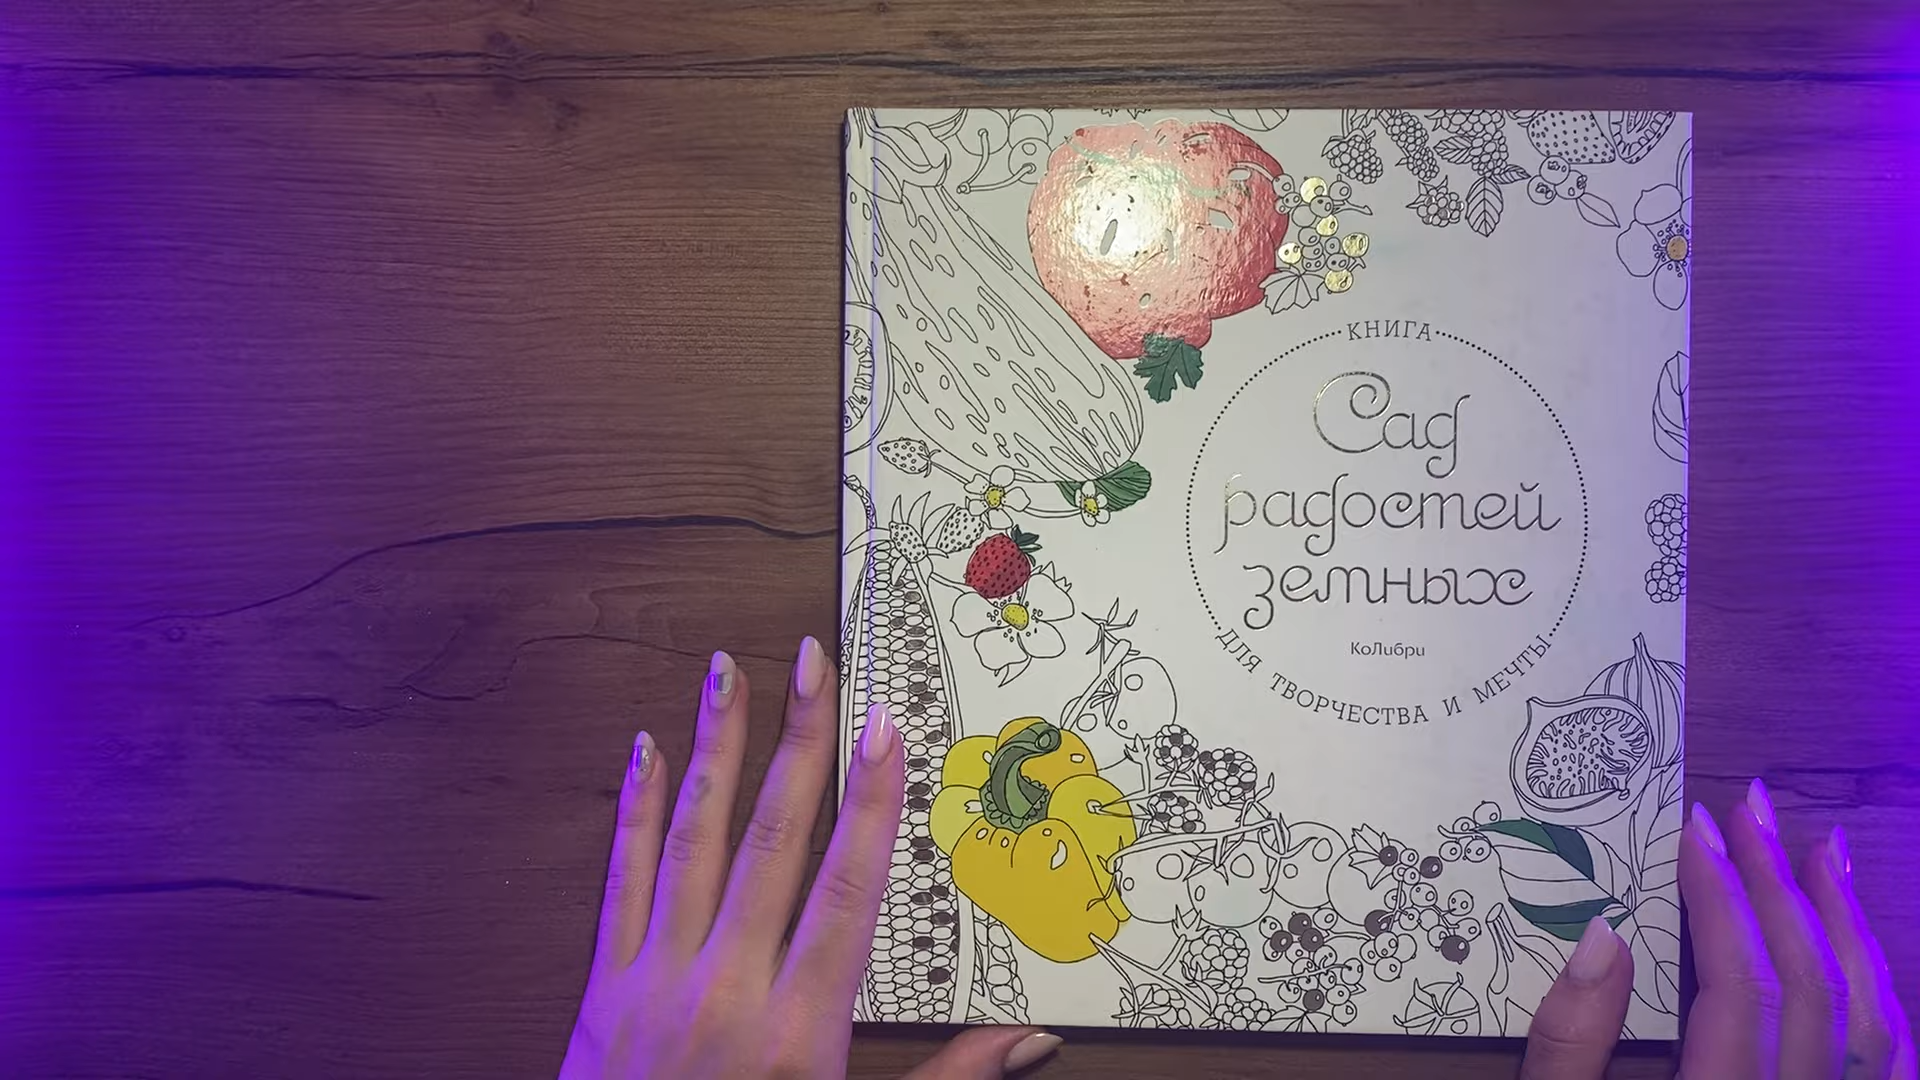 КНИГА
Сад
радостей
земных
КоЛибри
ДЛЯ ТВОРЧЕСТВА И МЕЧТЫ